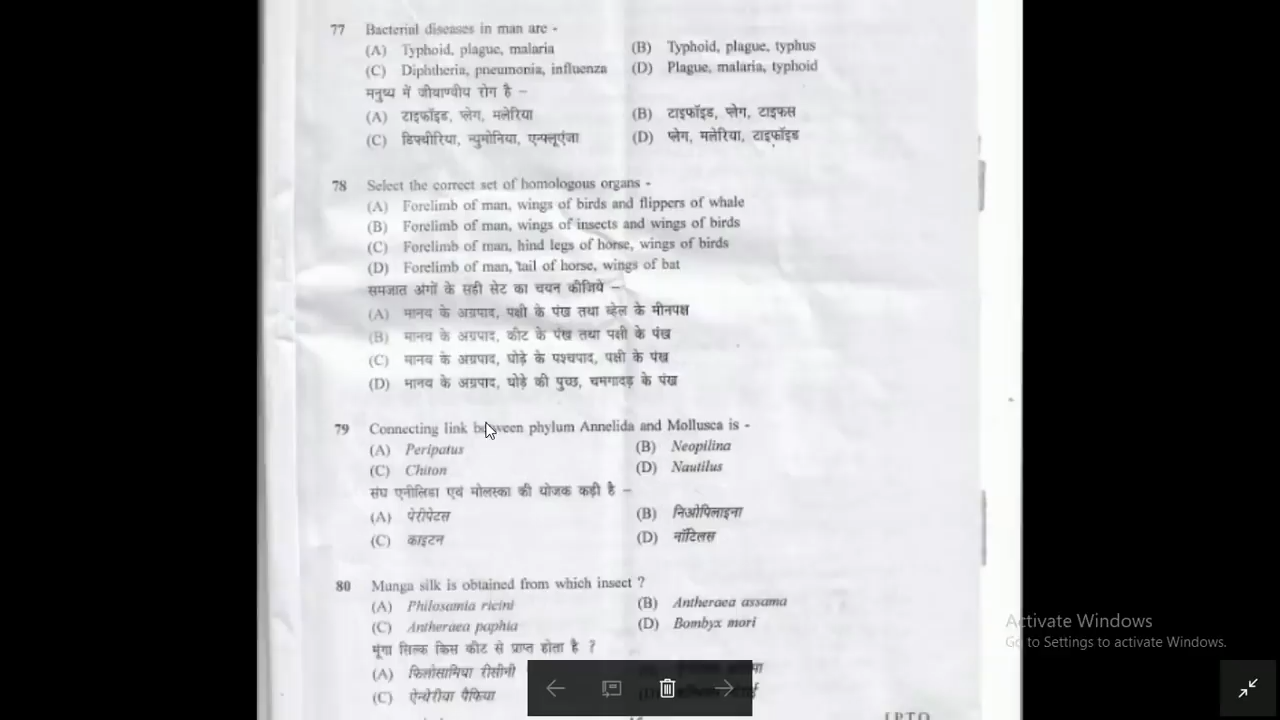 77 Bacterial diseases in man are -
(A) Typhoid, plague, malaria (B) Typhoid, plague, typhus
(C) Diphtheria, pneumonia, influenza (D) Plague, malaria, typhoid
मनुष्य में जीवाण्वीय रोग है –
(A) टाइफॉइड, प्लेग, मलेरिया (B) टाइफॉइड, प्लेग, टाइफस
(C) डिफ्थीरिया, न्युमोनिया, एन्फ्लूएंजा (D) प्लेग, मलेरिया, टाइफॉइड
78 Select the correct set of homologous organs -
(A) Forelimb of man, wings of birds and flippers of whale
(B) Forelimb of man, wings of insects and wings of birds
(C) Forelimb of man, hind legs of horse, wings of birds
(D) Forelimb of man, tail of horse, wings of bat
समजात अंगों के सही सेट का चयन कीजिये –
(A) मानव के अग्रपाद, पक्षी के पंख तथा व्हेल के मीनपक्ष
(B) मानव के अग्रपाद, कीट के पंख तथा पक्षी के पंख
(C) मानव के अग्रपाद, घोड़े के पश्चपाद, पक्षी के पंख
(D) मानव के अग्रपाद, घोड़े की पुच्छ, चमगादड़ के पंख
79 Connecting link between phylum Annelida and Mollusca is -
(A) Peripatus (B) Neopilina
(C) Chiton (D) Nautilus
संघ एनीलिडा एवं मोलस्का की योजक कड़ी है –
(A) पेरीपेटस (B) निओपिलाइना
(C) काइटन (D) नॉटिलस
80 Munga silk is obtained from which insect ?
(A) Philosamia ricini (B) Antheraea assama
(C) Antheraea paphia (D) Bombyx mori
मूंगा सिल्क किस कीट से प्राप्त होता है ?
(A) फिलोसामिया रीसीनी
(C) ऐन्थेरीया पैफिया (D)
[P.T.O.
Activate Windows
Go to Settings to activate Windows.